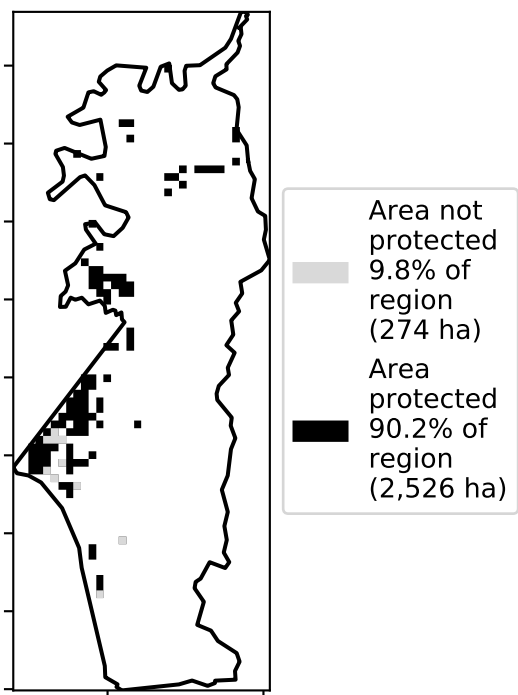 Area not
protected
9.8% of
region
(274 ha)
Area
protected
90.2% of
region
(2,526 ha)